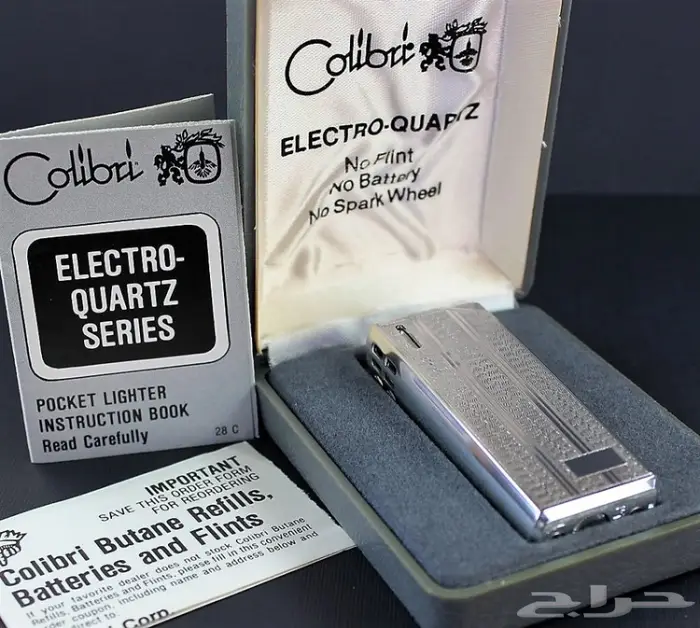 Colibri
ELECTRO-QUARTZ
No Flint
No Battery
No Spark Wheel
Colibri
ELECTRO-
QUARTZ
SERIES
POCKET LIGHTER
INSTRUCTION BOOK
Read Carefully
28 C
IMPORTANT
SAVE THIS ORDER FORM
FOR REORDERING
Colibri Butane Refills,
Batteries and Flints
If your favorite dealer does not stock Colibri Butane
Refills, Batteries and Flints, please fill in this convenient
order coupon, including name and address below and
direct to.
Corp.
حراج